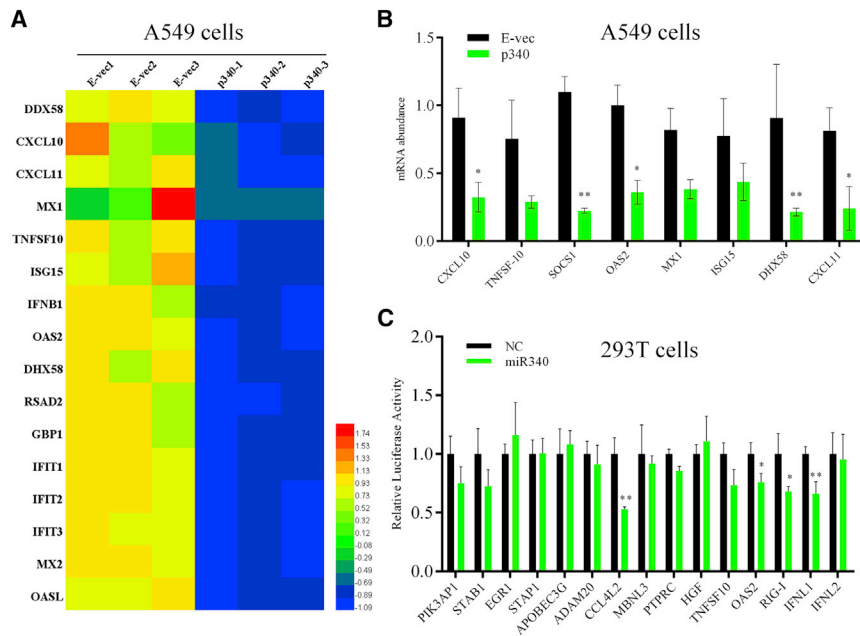 A
A549 cells
E-vec1 E-vec2 E-vec3 p340-1 p340-2 p340-3
DDX58
CXCL10
CXCL11
MX1
TNFSF10
ISG15
IFNB1
OAS2
DHX58
RSAD2
GBP1
IFIT1
IFIT2
IFIT3
MX2
OASL
1.74
1.53
1.33
0.93
0.73
0.52
0.32
0.12
-0.08
-0.29
-0.49
-0.69
-0.89
-1.09
B
A549 cells
E-vec
p340
mRNA abundance
1.5
1.0
0.5
0.0
* ** * ** *
CXCL10 TNFSF-10 SOCS1 OAS2 MX1 ISG15 DHX58 CXCL11
C
293T cells
NC
miR340
Relative Luciferase Activity
2.0
1.5
1.0
0.5
0.0
** * * **
PIK3AP1 STAB1 EGR1 STAP1 APOBEC3G ADAM20 CCL4L2 MBNL3 PTPRC HGF TNFSF10 OAS2 RIG-I IFNL1 IFNL2